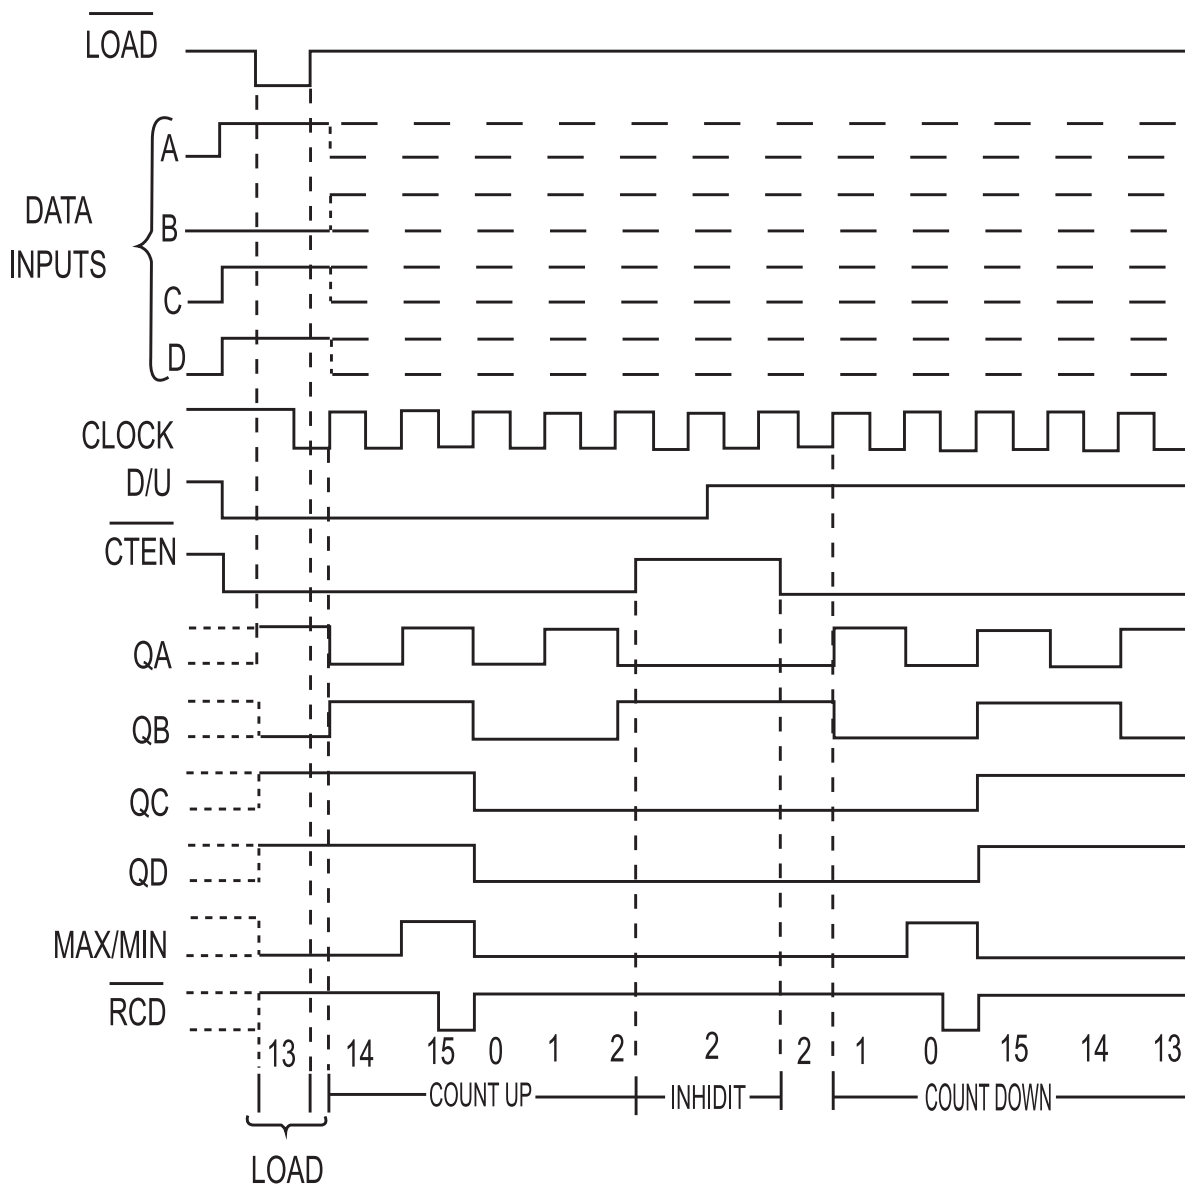 LOAD
A
DATA
INPUTS
B
C
D
CLOCK
D/U
CTEN
QA
QB
QC
QD
MAX/MIN
RCD
13 14 15 0 1 2 2 2 1 0 15 14 13
COUNT UP INHIDIT COUNT DOWN
LOAD